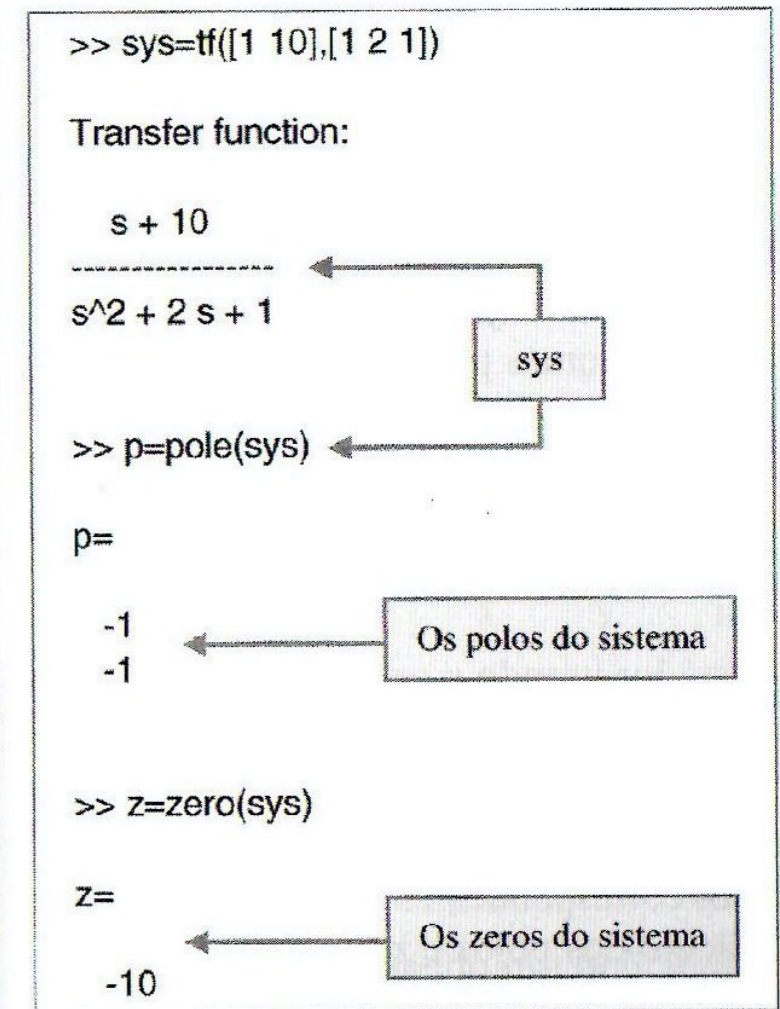 >> sys=tf([1 10],[1 2 1])
Transfer function:
s + 10
-----------------
s^2 + 2 s + 1
sys
>> p=pole(sys)
p=
-1
Os polos do sistema
-1
>> z=zero(sys)
z=
Os zeros do sistema
-10